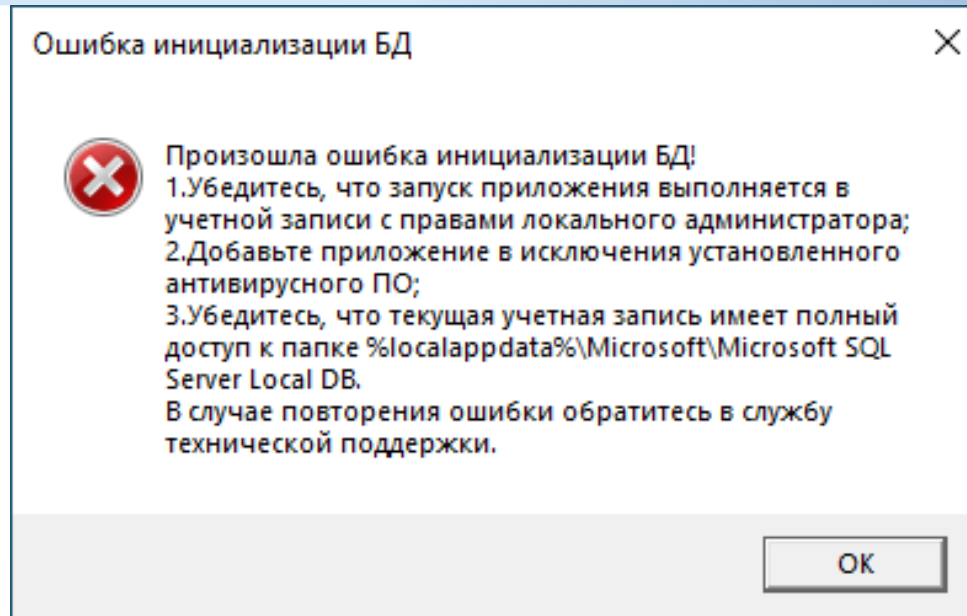 Ошибка инициализации БД
Произошла ошибка инициализации БД!
1.Убедитесь, что запуск приложения выполняется в
учетной записи с правами локального администратора;
2.Добавьте приложение в исключения установленного
антивирусного ПО;
3.Убедитесь, что текущая учетная запись имеет полный
доступ к папке %localappdata%\Microsoft\Microsoft SQL
Server Local DB.
В случае повторения ошибки обратитесь в службу
технической поддержки.
OK